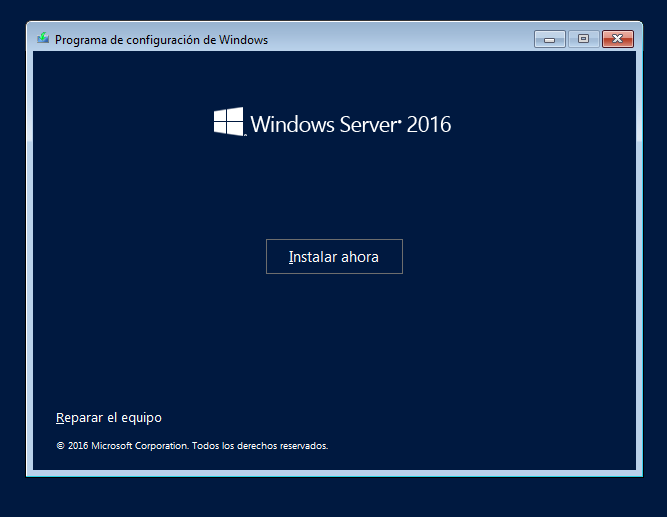 Programa de configuración de Windows
Windows Server® 2016
Instalar ahora
Reparar el equipo
© 2016 Microsoft Corporation. Todos los derechos reservados.